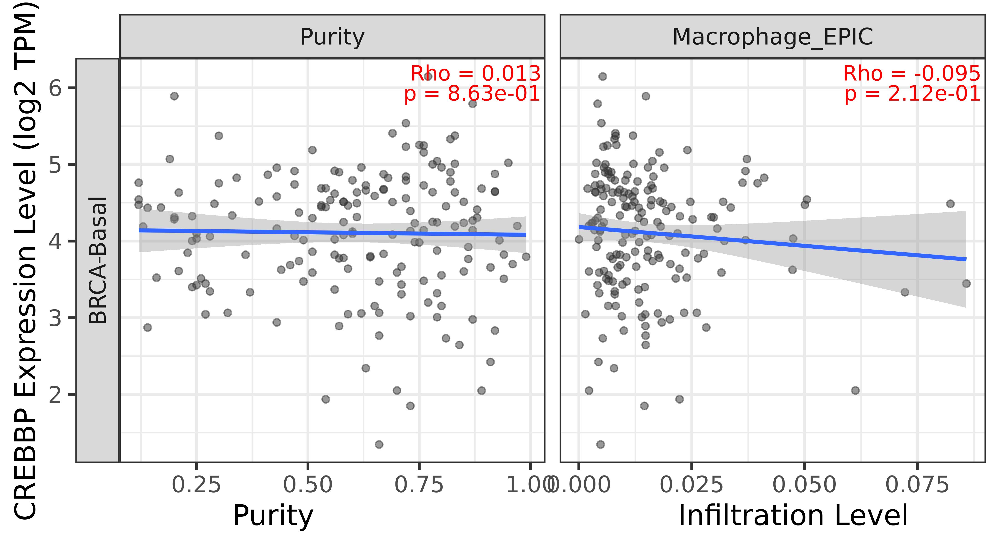 CREBBP Expression Level (log2 TPM)
BRCA-Basal
Purity
Macrophage_EPIC
Rho = 0.013
p = 8.63e-01
Rho = -0.095
p = 2.12e-01
6
5
4
3
2
0.25 0.50 0.75 1.00
0.000 0.025 0.050 0.075
Purity
Infiltration Level